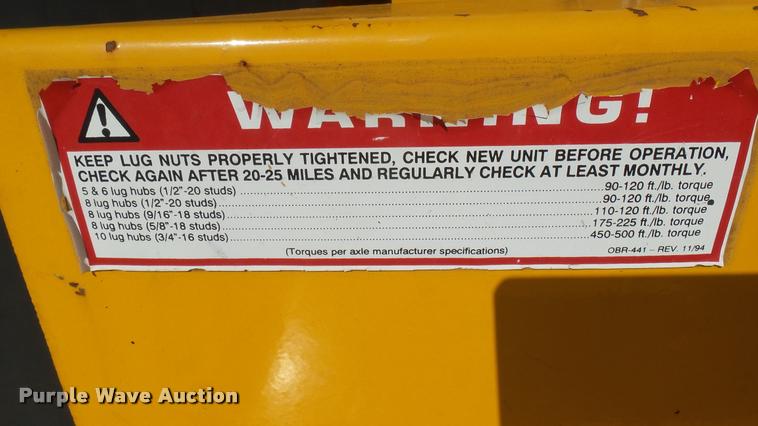 WARNING!
KEEP LUG NUTS PROPERLY TIGHTENED, CHECK NEW UNIT BEFORE OPERATION,
CHECK AGAIN AFTER 20-25 MILES AND REGULARLY CHECK AT LEAST MONTHLY.
5 & 6 lug hubs (1/2"-20 studs)..........90-120 ft./lb. torque
8 lug hubs (1/2"-20 studs)..........90-120 ft./lb. torque
8 lug hubs (9/16"-18 studs)..........110-120 ft./lb. torque
8 lug hubs (5/8"-18 studs)..........175-225 ft./lb. torque
10 lug hubs (3/4"-16 studs)..........450-500 ft./lb. torque
(Torques per axle manufacturer specifications) OBR-441 – REV. 11/94
Purple Wave Auction